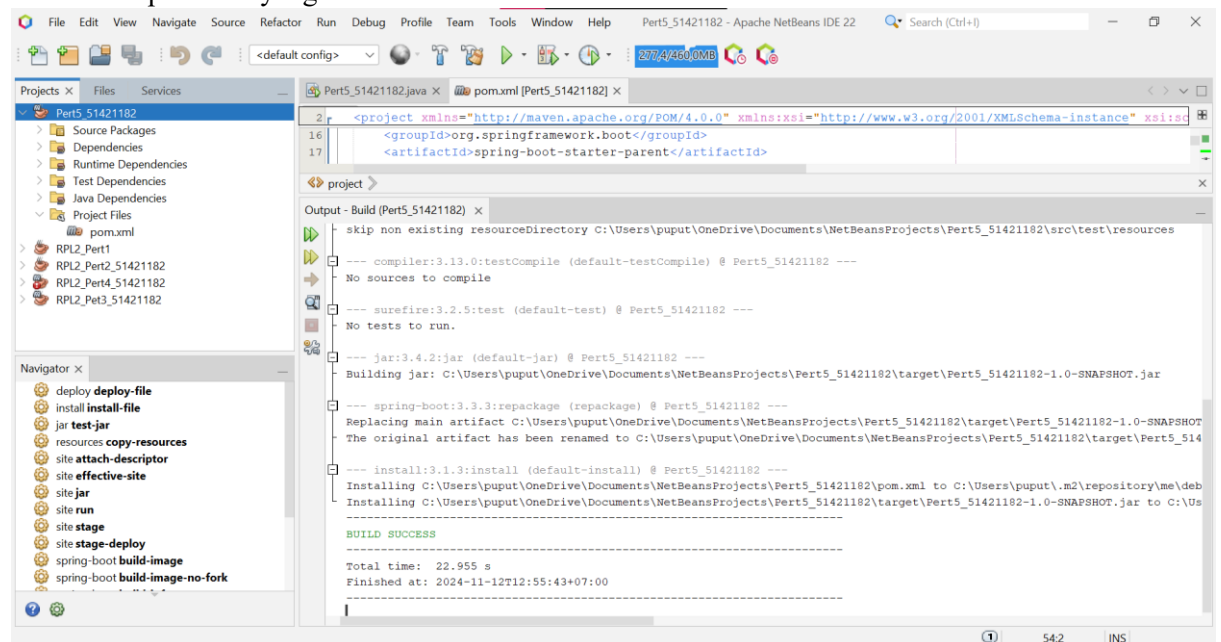 File Edit View Navigate Source Refactor Run Debug Profile Team Tools Window Help Pert5_51421182 - Apache NetBeans IDE 22 Search (Ctrl+I)
<default config> 277,4/460,0MB
Projects Files Services
Pert5_51421182
Source Packages
Dependencies
Runtime Dependencies
Test Dependencies
Java Dependencies
Project Files
pom.xml
RPL2_Pert1
RPL2_Pert2_51421182
RPL2_Pert4_51421182
RPL2_Pet3_51421182
Navigator
deploy deploy-file
install install-file
jar test-jar
resources copy-resources
site attach-descriptor
site effective-site
site jar
site run
site stage
site stage-deploy
spring-boot build-image
spring-boot build-image-no-fork
Pert5_51421182.java pom.xml [Pert5_51421182]
2 <project xmlns="http://maven.apache.org/POM/4.0.0" xmlns:xsi="http://www.w3.org/2001/XMLSchema-instance" xsi:sc
16 <groupId>org.springframework.boot</groupId>
17 <artifactId>spring-boot-starter-parent</artifactId>
project
Output - Build (Pert5_51421182)
skip non existing resourceDirectory C:\Users\puput\OneDrive\Documents\NetBeansProjects\Pert5_51421182\src\test\resources
--- compiler:3.13.0:testCompile (default-testCompile) @ Pert5_51421182 ---
No sources to compile
--- surefire:3.2.5:test (default-test) @ Pert5_51421182 ---
No tests to run.
--- jar:3.4.2:jar (default-jar) @ Pert5_51421182 ---
Building jar: C:\Users\puput\OneDrive\Documents\NetBeansProjects\Pert5_51421182\target\Pert5_51421182-1.0-SNAPSHOT.jar
--- spring-boot:3.3.3:repackage (repackage) @ Pert5_51421182 ---
Replacing main artifact C:\Users\puput\OneDrive\Documents\NetBeansProjects\Pert5_51421182\target\Pert5_51421182-1.0-SNAPSHOT
The original artifact has been renamed to C:\Users\puput\OneDrive\Documents\NetBeansProjects\Pert5_51421182\target\Pert5_514
--- install:3.1.3:install (default-install) @ Pert5_51421182 ---
Installing C:\Users\puput\OneDrive\Documents\NetBeansProjects\Pert5_51421182\pom.xml to C:\Users\puput\.m2\repository\me\deb
Installing C:\Users\puput\OneDrive\Documents\NetBeansProjects\Pert5_51421182\target\Pert5_51421182-1.0-SNAPSHOT.jar to C:\Us
------------------------------------------------------------------------
BUILD SUCCESS
------------------------------------------------------------------------
Total time: 22.955 s
Finished at: 2024-11-12T12:55:43+07:00
------------------------------------------------------------------------
1 54:2 INS